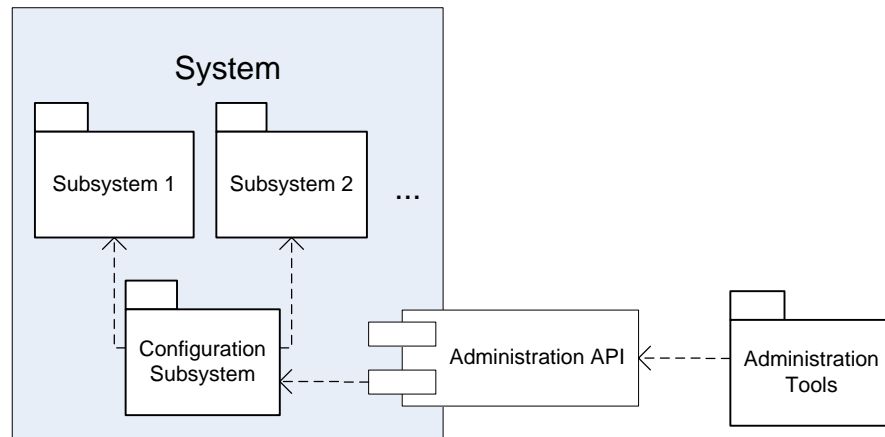 System
Subsystem 1
Subsystem 2
...
Configuration
Subsystem
Administration API
Administration
Tools